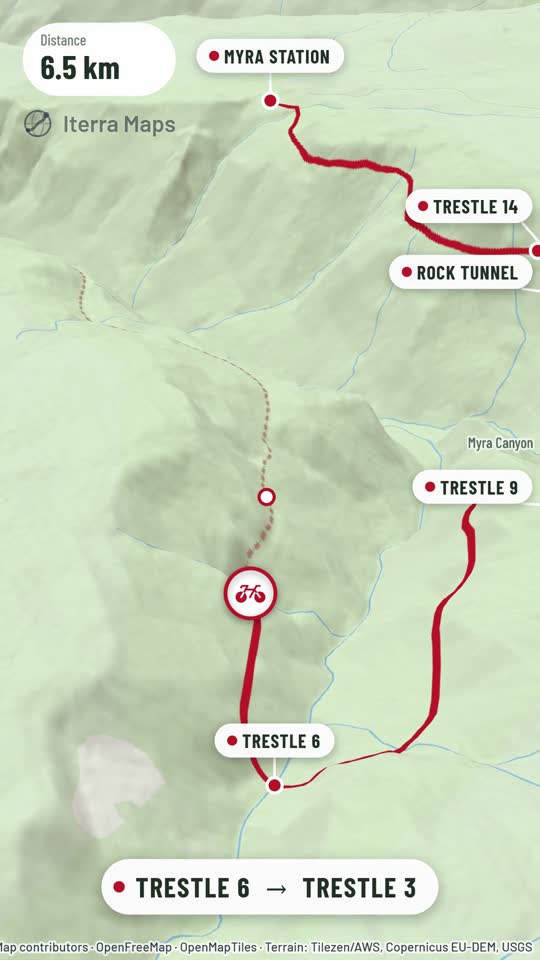 Distance
6.5 km
Iterra Maps
MYRA STATION
TRESTLE 14
ROCK TUNNEL
Myra Canyon
TRESTLE 9
TRESTLE 6
TRESTLE 6 → TRESTLE 3
Map contributors · OpenFreeMap · OpenMapTiles · Terrain: Tilezen/AWS, Copernicus EU-DEM, USGS